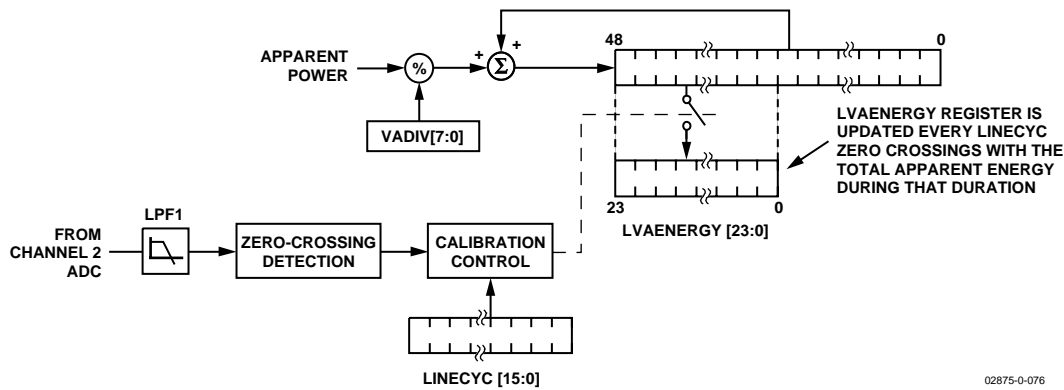 48
0
APPARENT
POWER
%
+
+
Σ
VADIV[7:0]
LVAENERGY REGISTER IS
UPDATED EVERY LINECYC
ZERO CROSSINGS WITH THE
TOTAL APPARENT ENERGY
DURING THAT DURATION
23
0
LVAENERGY [23:0]
LPF1
FROM
CHANNEL 2
ADC
ZERO-CROSSING
DETECTION
CALIBRATION
CONTROL
LINECYC [15:0]
02875-0-076